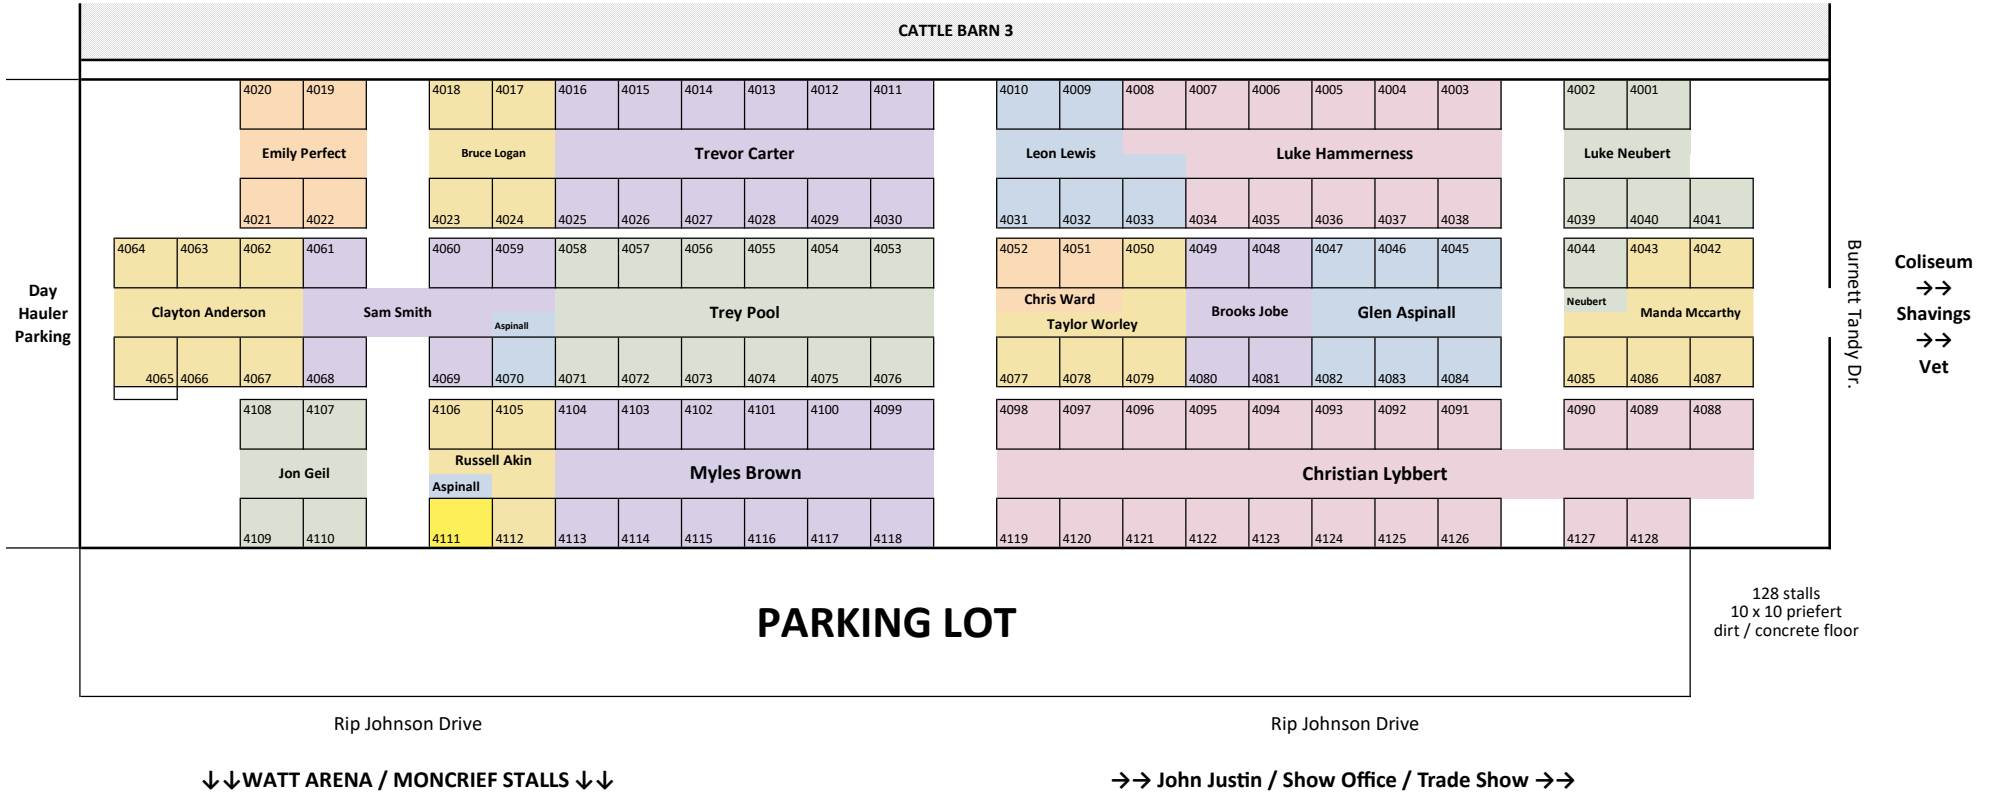 CATTLE BARN 3
4020 4019 4018 4017 4016 4015 4014 4013 4012 4011 4010 4009 4008 4007 4006 4005 4004 4003 4002 4001
Emily Perfect Bruce Logan Trevor Carter Leon Lewis Luke Hammerness Luke Neubert
4021 4022 4023 4024 4025 4026 4027 4028 4029 4030 4031 4032 4033 4034 4035 4036 4037 4038 4039 4040 4041
4064 4063 4062 4061 4060 4059 4058 4057 4056 4055 4054 4053 4052 4051 4050 4049 4048 4047 4046 4045 4044 4043 4042
Day
Hauler
Parking
Clayton Anderson Sam Smith Aspinall Trey Pool Chris Ward
Taylor Worley Brooks Jobe Glen Aspinall Neubert Manda Mccarthy
4065 4066 4067 4068 4069 4070 4071 4072 4073 4074 4075 4076 4077 4078 4079 4080 4081 4082 4083 4084 4085 4086 4087
Burnett Tandy Dr.
Coliseum
→→
Shavings
→→
Vet
4108 4107 4106 4105 4104 4103 4102 4101 4100 4099 4098 4097 4096 4095 4094 4093 4092 4091 4090 4089 4088
Jon Geil Russell Akin
Aspinall Myles Brown Christian Lybbert
4109 4110 4111 4112 4113 4114 4115 4116 4117 4118 4119 4120 4121 4122 4123 4124 4125 4126 4127 4128
PARKING LOT
128 stalls
10 x 10 priefert
dirt / concrete floor
Rip Johnson Drive Rip Johnson Drive
↓↓WATT ARENA / MONCRIEF STALLS ↓↓ →→ John Justin / Show Office / Trade Show →→